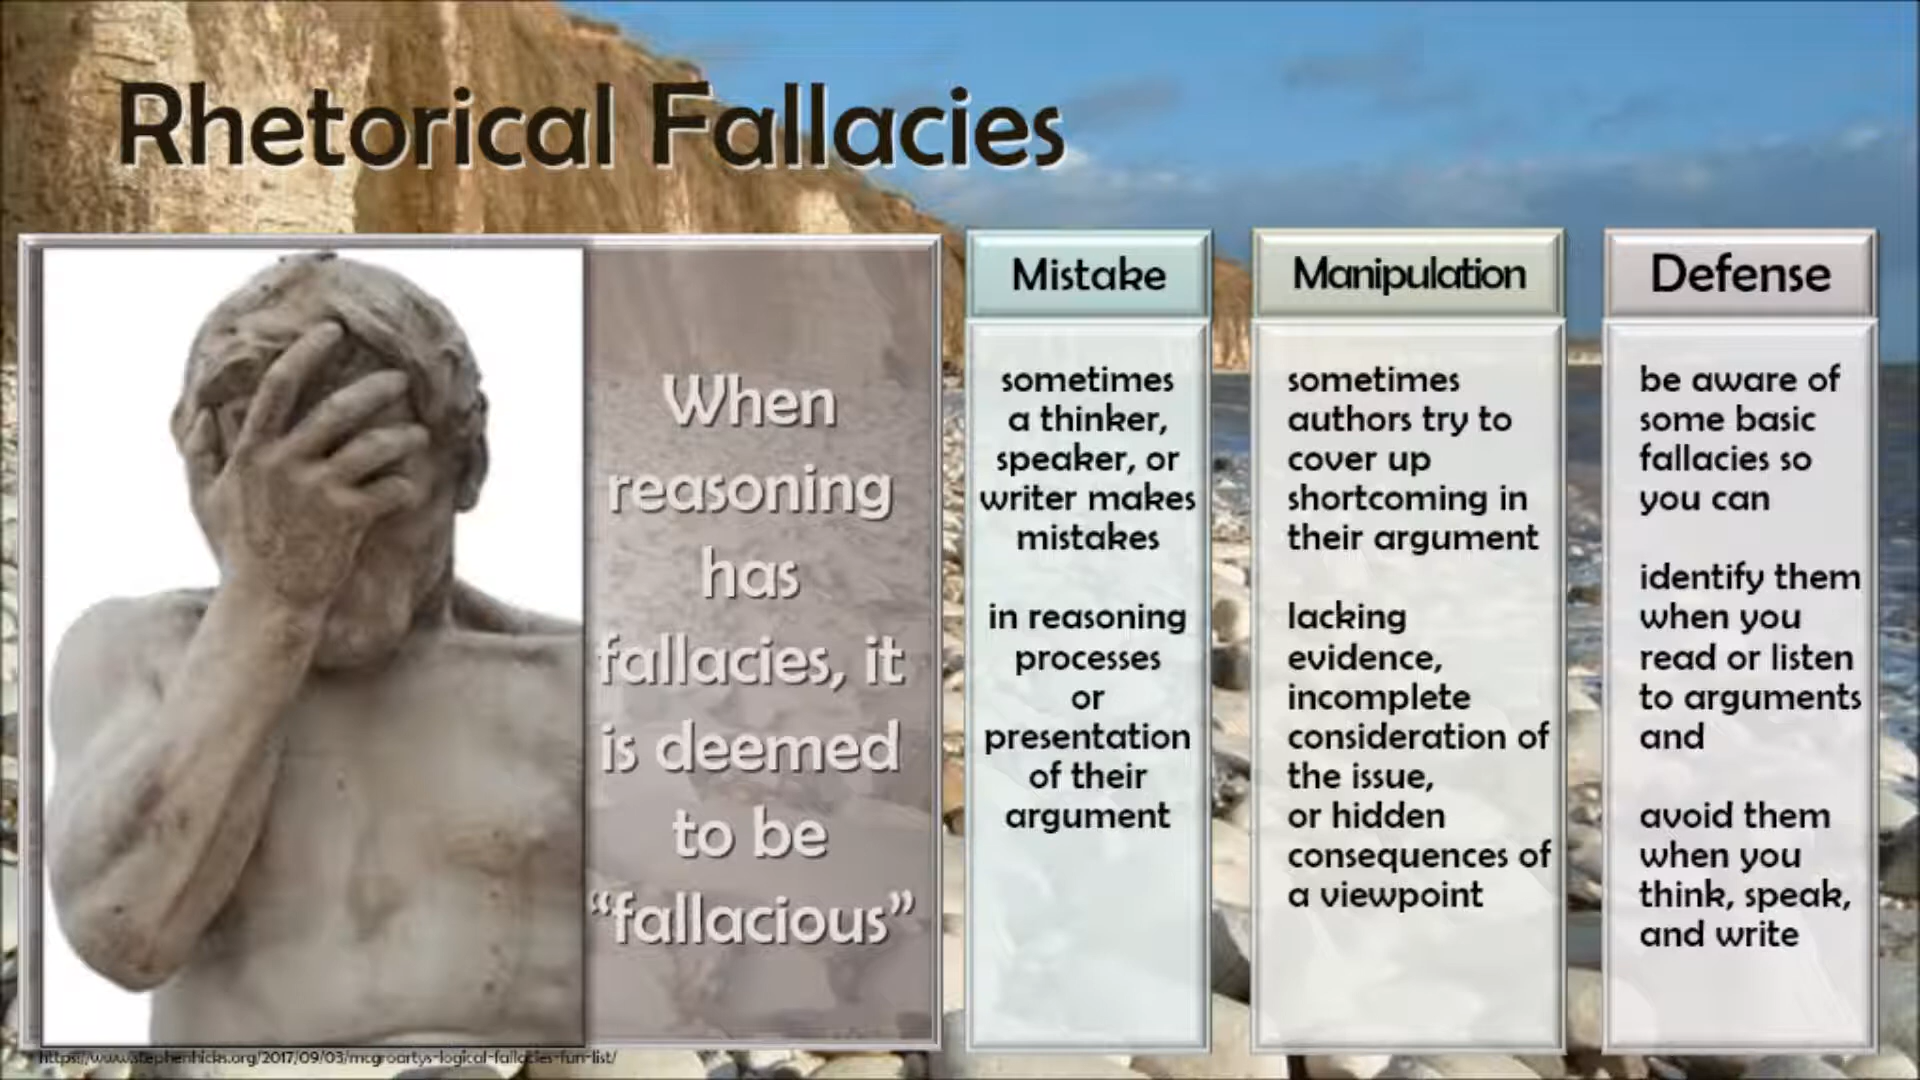 Rhetorical Fallacies
When
reasoning
has
fallacies, it
is deemed
to be
“fallacious”
Mistake
sometimes
a thinker,
speaker, or
writer makes
mistakes
in reasoning
processes
or
presentation
of their
argument
Manipulation
sometimes
authors try to
cover up
shortcoming in
their argument
lacking
evidence,
incomplete
consideration of
the issue,
or hidden
consequences of
a viewpoint
Defense
be aware of
some basic
fallacies so
you can
identify them
when you
read or listen
to arguments
and
avoid them
when you
think, speak,
and write
https://www.stephenhicks.org/2017/09/03/mcgroartys-logical-fallacies-fun-list/